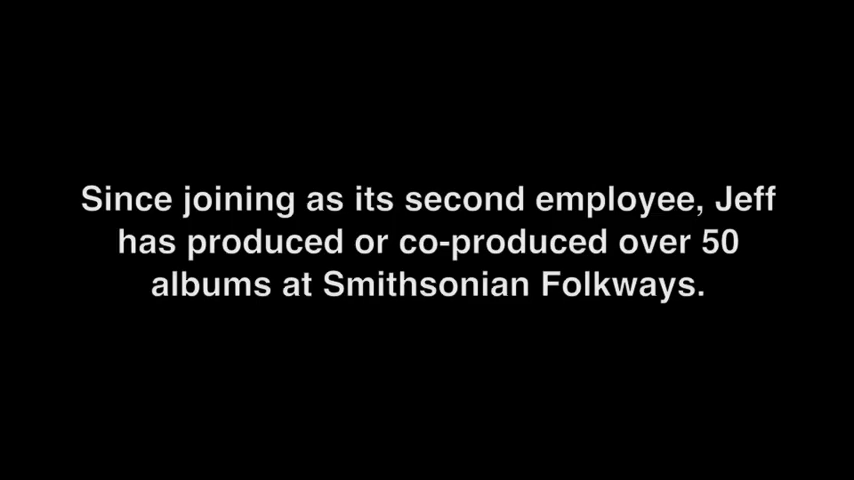 Since joining as its second employee, Jeff
has produced or co-produced over 50
albums at Smithsonian Folkways.